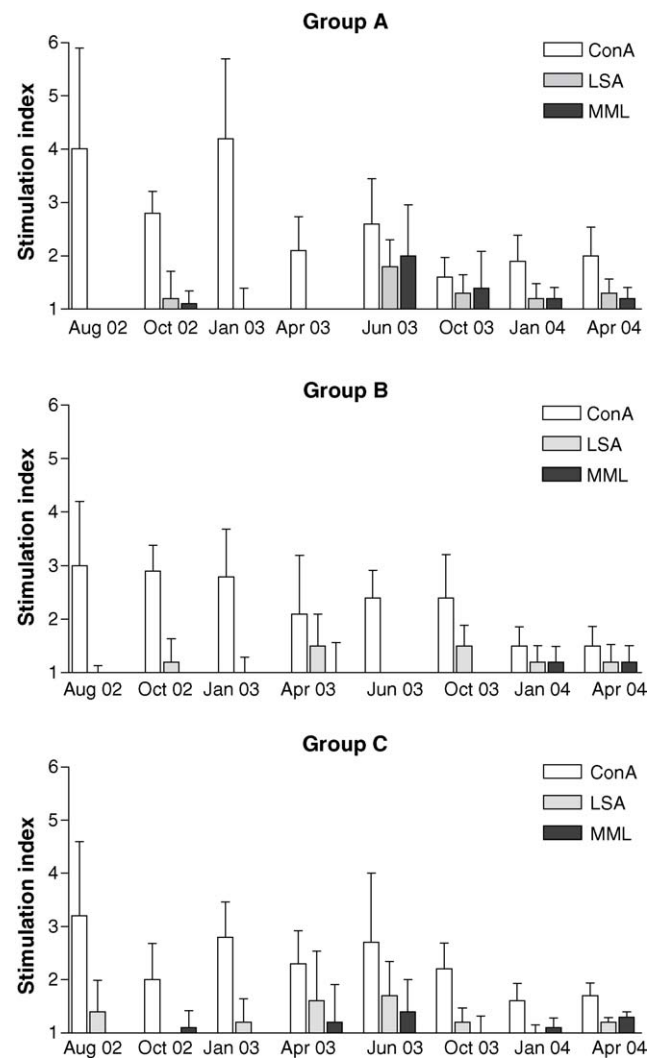 Group A
6
5
4
3
2
1
Stimulation index
ConA
LSA
MML
Aug 02 Oct 02 Jan 03 Apr 03 Jun 03 Oct 03 Jan 04 Apr 04
Group B
6
5
4
3
2
1
Stimulation index
ConA
LSA
MML
Aug 02 Oct 02 Jan 03 Apr 03 Jun 03 Oct 03 Jan 04 Apr 04
Group C
6
5
4
3
2
1
Stimulation index
ConA
LSA
MML
Aug 02 Oct 02 Jan 03 Apr 03 Jun 03 Oct 03 Jan 04 Apr 04